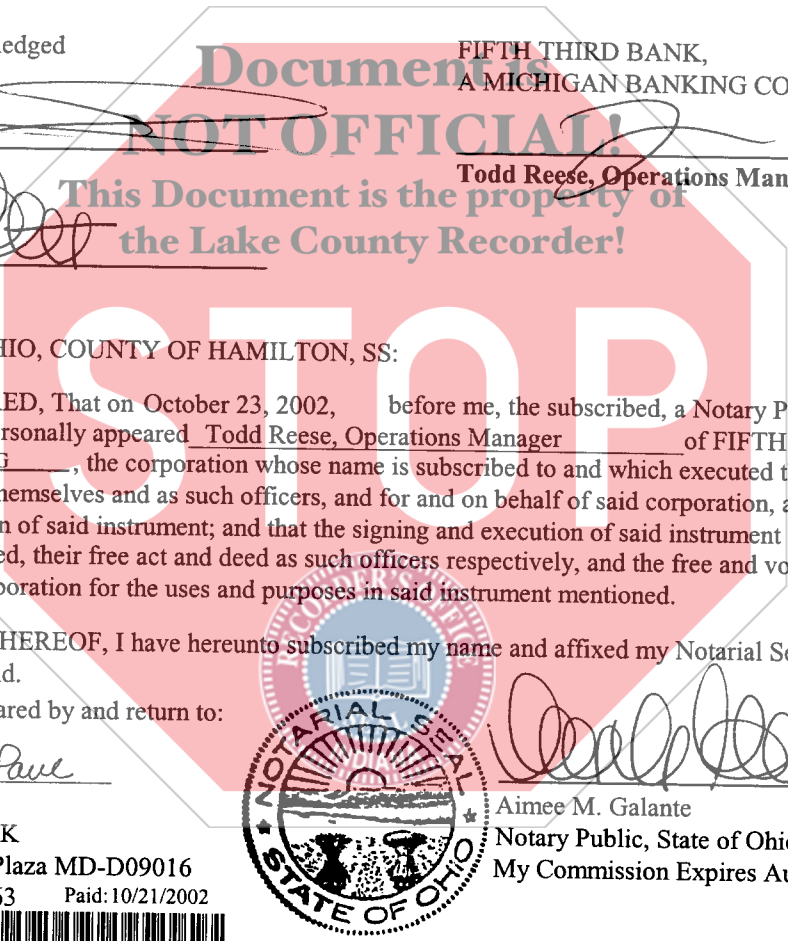 edged
FIFTH THIRD BANK,
A MICHIGAN BANKING CO
Document is
NOT OFFICIAL!
This Document is the property of
the Lake County Recorder!
Todd Reese, Operations Man
STOP
HIO, COUNTY OF HAMILTON, SS:
ED, That on October 23, 2002, before me, the subscribed, a Notary P
rsonally appeared Todd Reese, Operations Manager of FIFTH
G, the corporation whose name is subscribed to and which executed t
hemselves and as such officers, and for and on behalf of said corporation, a
n of said instrument; and that the signing and execution of said instrument
ed, their free act and deed as such officers respectively, and the free and vo
poration for the uses and purposes in said instrument mentioned.
HEREOF, I have hereunto subscribed my name and affixed my Notarial Se
d.
ared by and return to:
Paul
RECORDER'S OFFICE
NOTARIAL SEAL
STATE OF OHIO
Aimee M. Galante
K
Notary Public, State of Ohio
Plaza MD-D09016
My Commission Expires Au
53 Paid: 10/21/2002